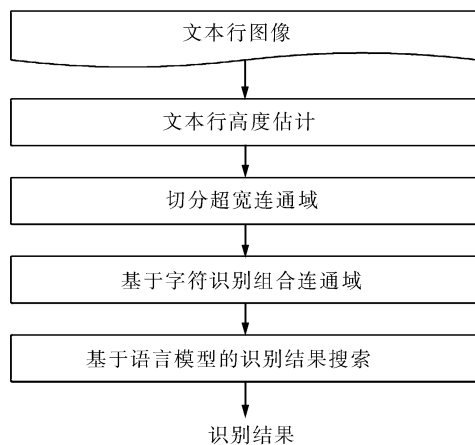 文本行图像
文本行高度估计
切分超宽连通域
基于字符识别组合连通域
基于语言模型的识别结果搜索
识别结果